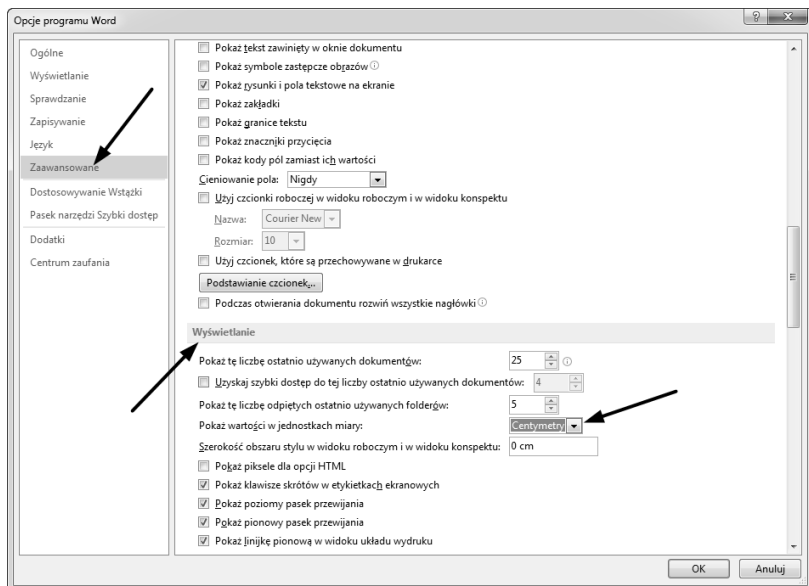 Opcje programu Word
Ogólne
Wyświetlanie
Sprawdzanie
Zapisywanie
Język
Zaawansowane
Dostosowywanie Wstążki
Pasek narzędzi Szybki dostęp
Dodatki
Centrum zaufania
Pokaż tekst zawinięty w oknie dokumentu
Pokaż symbole zastępcze obrazów
Pokaż rysunki i pola tekstowe na ekranie
Pokaż zakładki
Pokaż granice tekstu
Pokaż znaczniki przycięcia
Pokaż kody pól zamiast ich wartości
Cieniowanie pola: Nigdy
Użyj czcionki roboczej w widoku roboczym i w widoku konspektu
Nazwa: Courier New
Rozmiar: 10
Użyj czcionek, które są przechowywane w drukarce
Podstawianie czcionek...
Podczas otwierania dokumentu rozwiń wszystkie nagłówki
Wyświetlanie
Pokaż tę liczbę ostatnio używanych dokumentów: 25
Uzyskaj szybki dostęp do tej liczby ostatnio używanych dokumentów: 4
Pokaż tę liczbę odpiętych ostatnio używanych folderów: 5
Pokaż wartości w jednostkach miary: Centymetry
Szerokość obszaru stylu w widoku roboczym i w widoku konspektu: 0 cm
Pokaż piksele dla opcji HTML
Pokaż klawisze skrótów w etykietkach ekranowych
Pokaż poziomy pasek przewijania
Pokaż pionowy pasek przewijania
Pokaż linijkę pionową w widoku układu wydruku
OK Anuluj